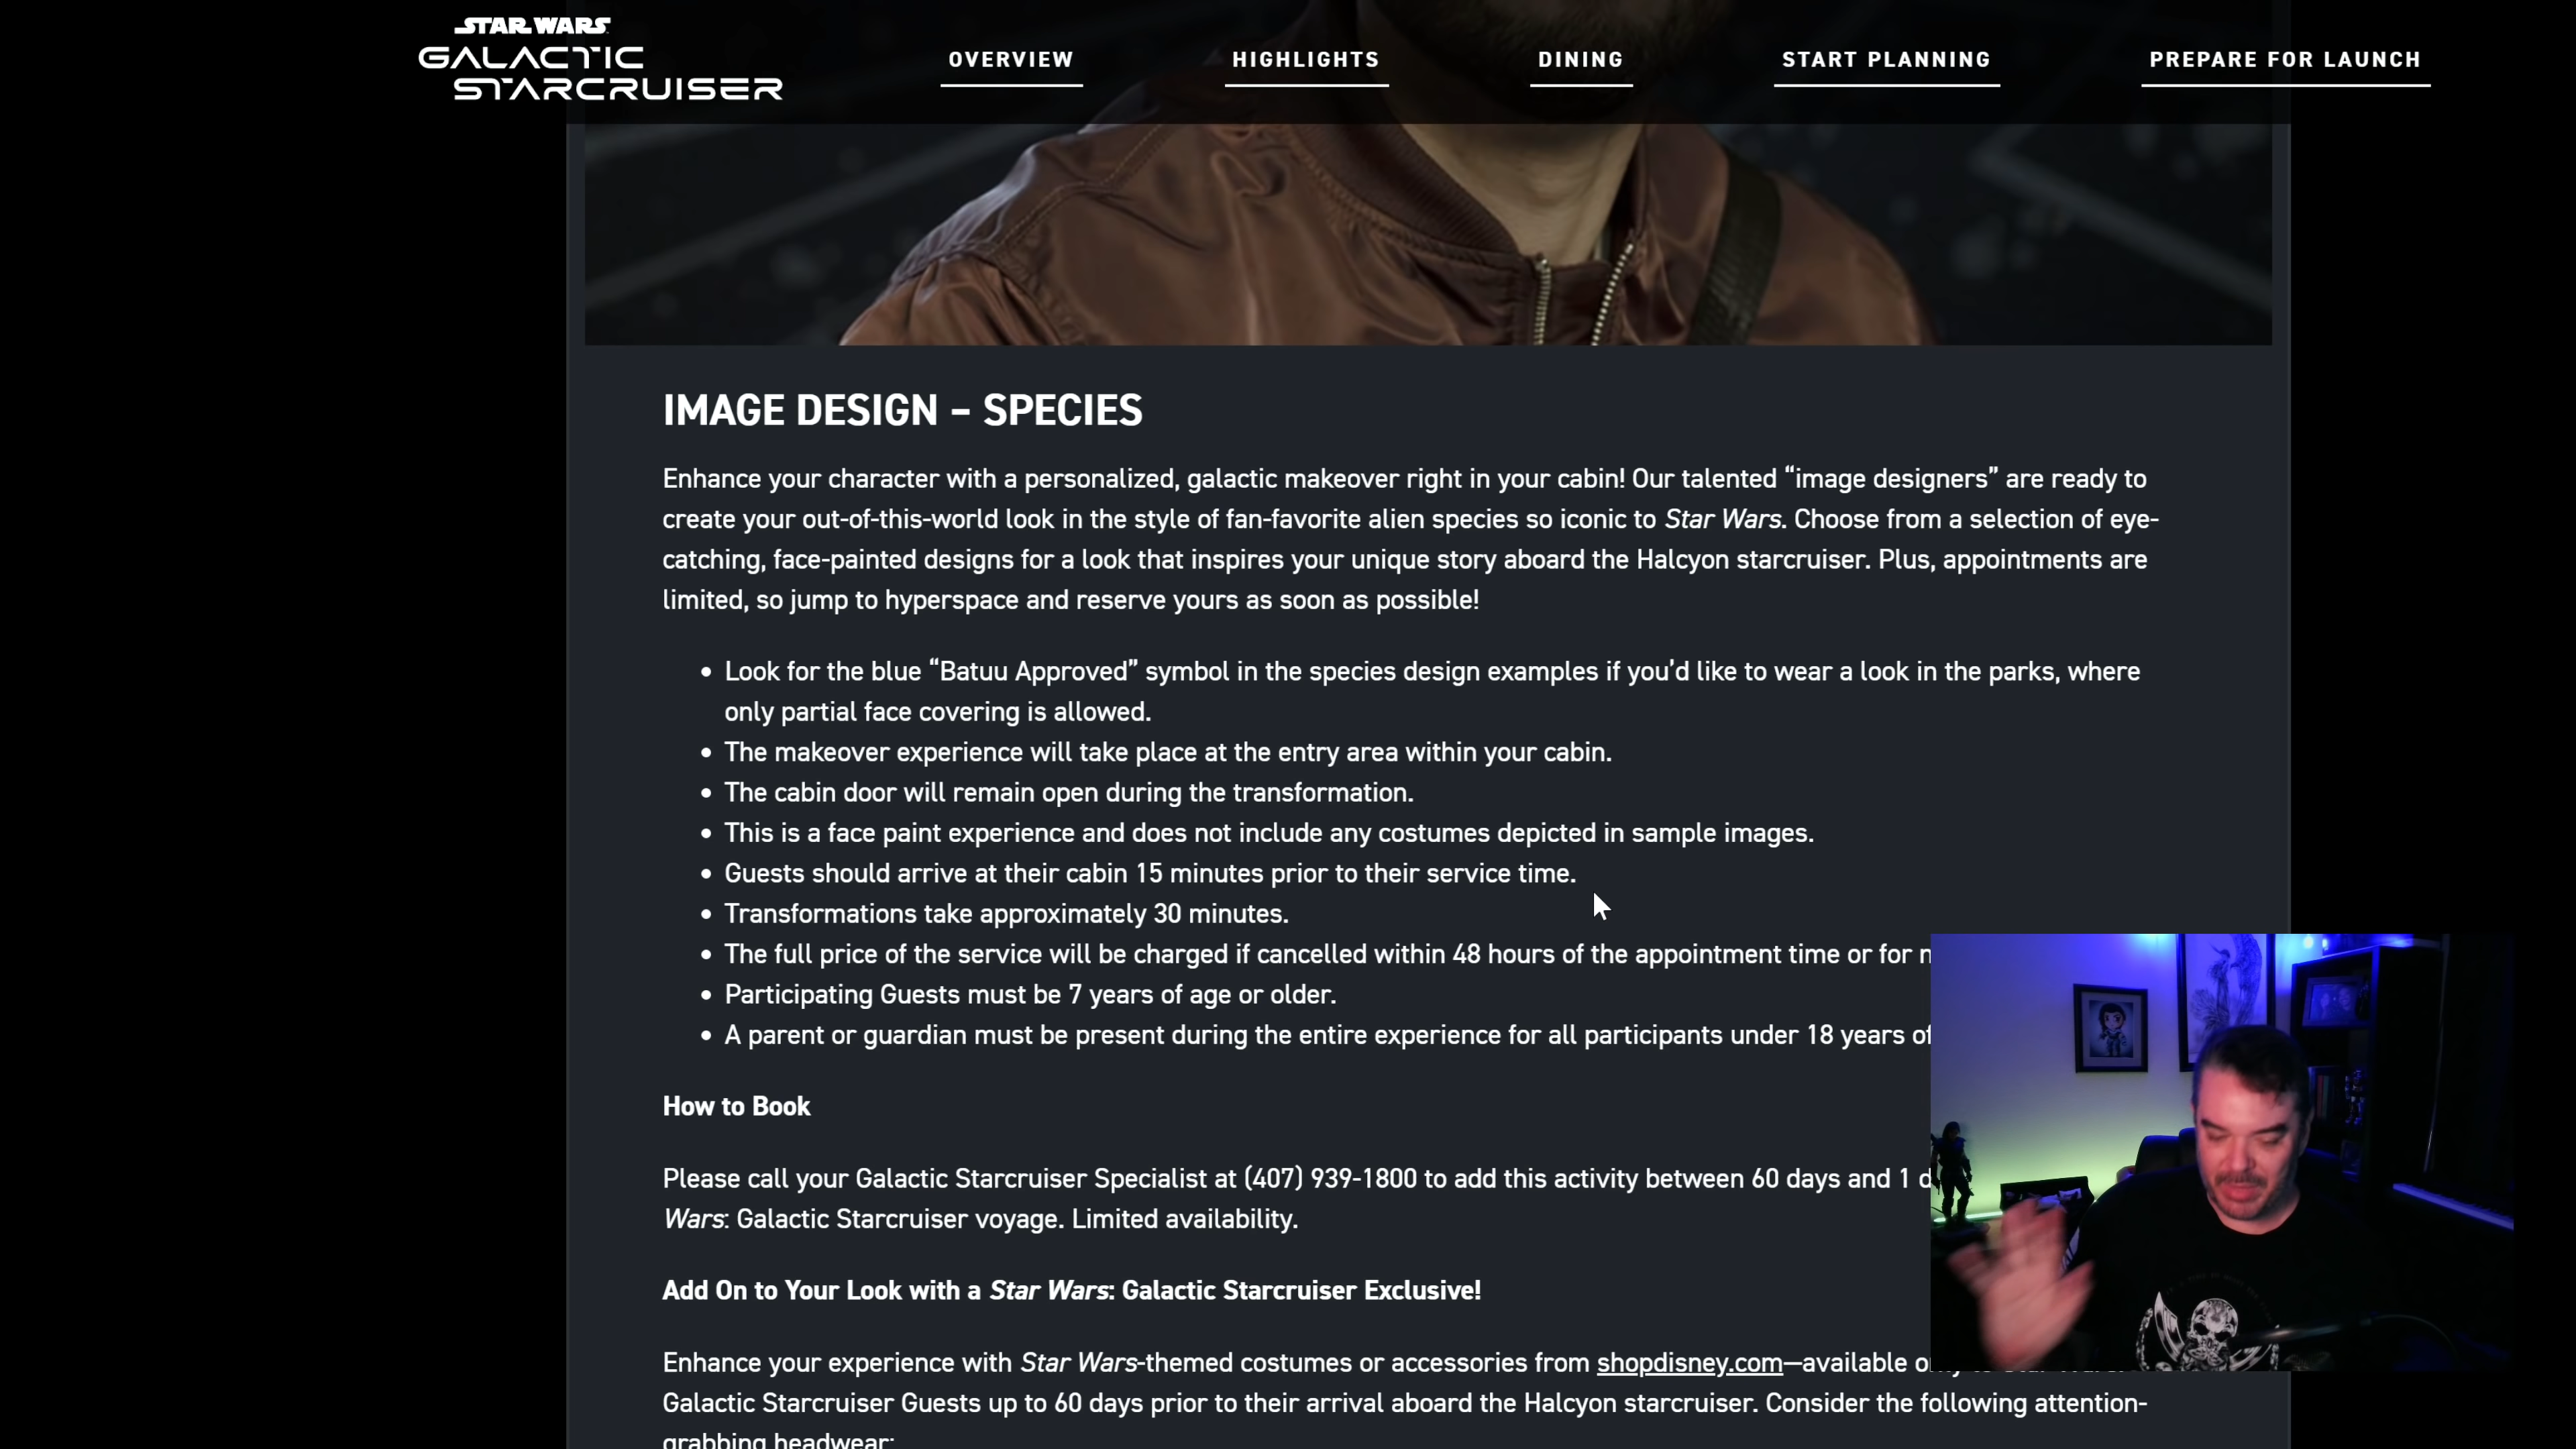 STAR WARS
GALACTIC
STARCRUISER
OVERVIEW
HIGHLIGHTS
DINING
START PLANNING
PREPARE FOR LAUNCH
IMAGE DESIGN – SPECIES
Enhance your character with a personalized, galactic makeover right in your cabin! Our talented “image designers” are ready to
create your out-of-this-world look in the style of fan-favorite alien species so iconic to Star Wars. Choose from a selection of eye-
catching, face-painted designs for a look that inspires your unique story aboard the Halcyon starcruiser. Plus, appointments are
limited, so jump to hyperspace and reserve yours as soon as possible!
• Look for the blue “Batuu Approved” symbol in the species design examples if you’d like to wear a look in the parks, where
only partial face covering is allowed.
• The makeover experience will take place at the entry area within your cabin.
• The cabin door will remain open during the transformation.
• This is a face paint experience and does not include any costumes depicted in sample images.
• Guests should arrive at their cabin 15 minutes prior to their service time.
• Transformations take approximately 30 minutes.
• The full price of the service will be charged if cancelled within 48 hours of the appointment time or for
• Participating Guests must be 7 years of age or older.
• A parent or guardian must be present during the entire experience for all participants under 18 years of
How to Book
Please call your Galactic Starcruiser Specialist at (407) 939-1800 to add this activity between 60 days and 1
Wars: Galactic Starcruiser voyage. Limited availability.
Add On to Your Look with a Star Wars: Galactic Starcruiser Exclusive!
Enhance your experience with Star Wars-themed costumes or accessories from shopdisney.com—available
Galactic Starcruiser Guests up to 60 days prior to their arrival aboard the Halcyon starcruiser. Consider the following attention-
grabbing headwear: